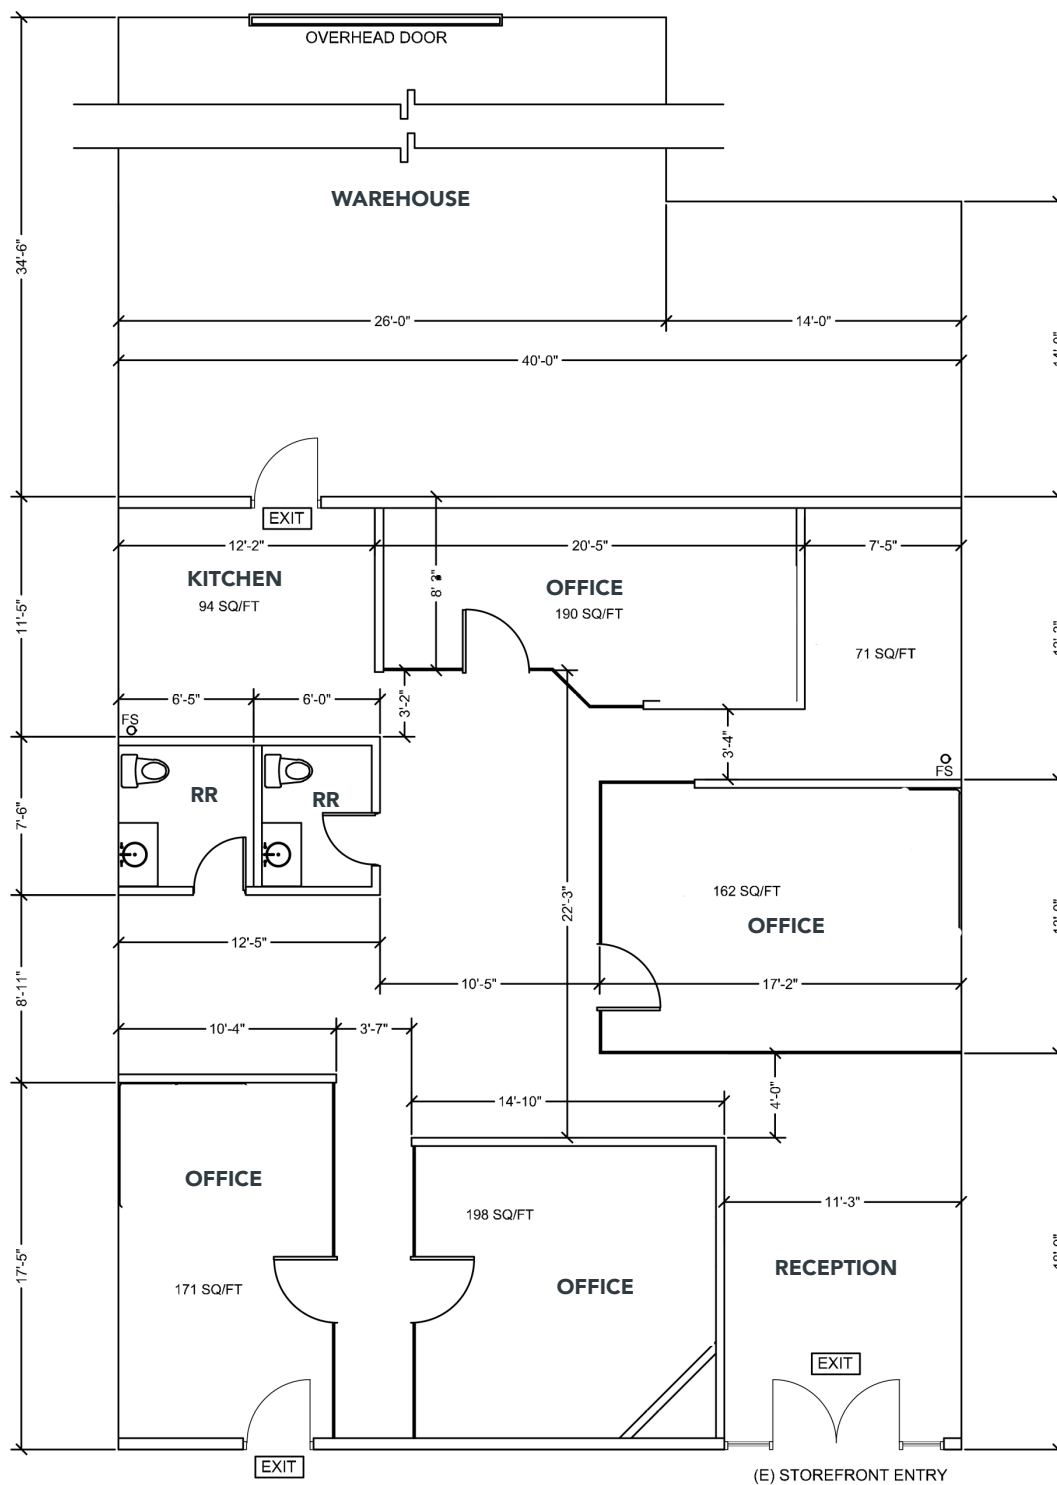 OVERHEAD DOOR
WAREHOUSE
34'-6"
26'-0"
14'-0"
40'-0"
EXIT
12'-2"
20'-5"
7'-5"
KITCHEN
94 SQ/FT
OFFICE
190 SQ/FT
11'-5"
71 SQ/FT
6'-5"
6'-0"
3'-2"
FS
3'-4"
FS
RR
RR
7'-6"
162 SQ/FT
OFFICE
22'-3"
12'-5"
8'-11"
10'-5"
17'-2"
10'-4"
3'-7"
14'-10"
4'-0"
OFFICE
198 SQ/FT
11'-3"
17'-5"
171 SQ/FT
OFFICE
RECEPTION
EXIT
EXIT
(E) STOREFRONT ENTRY